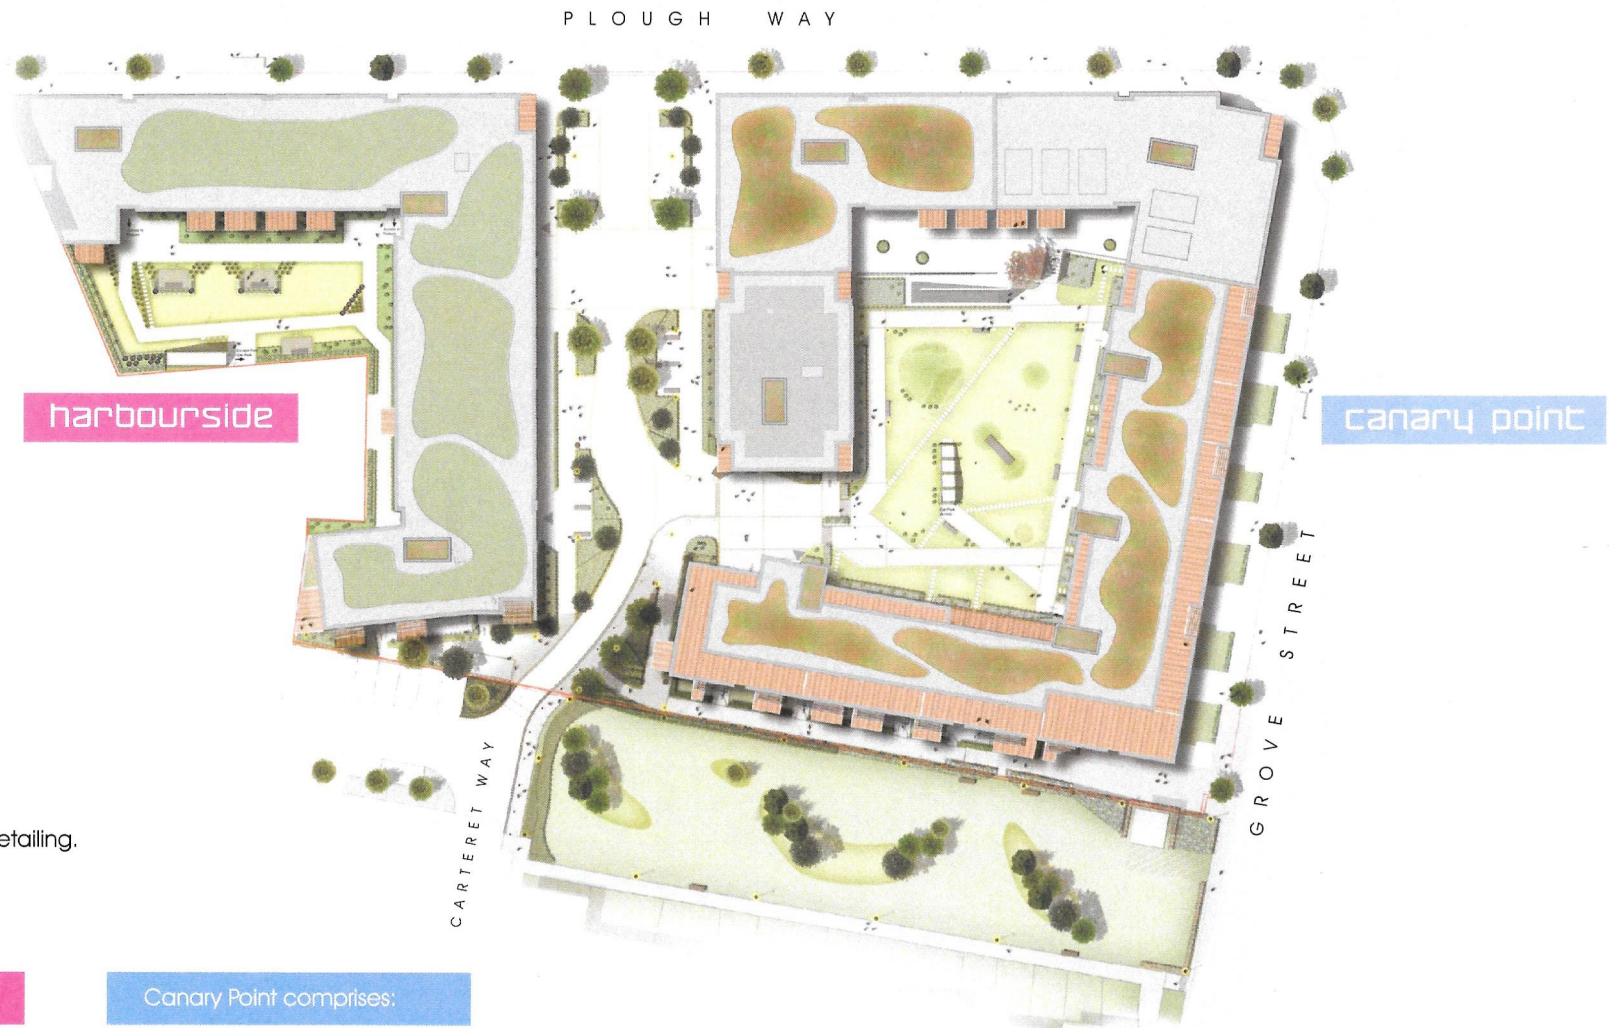 PLOUGH WAY
harbourside
canary point
GROVE STREET
CARTERET WAY
etailing.
Canary Point comprises: